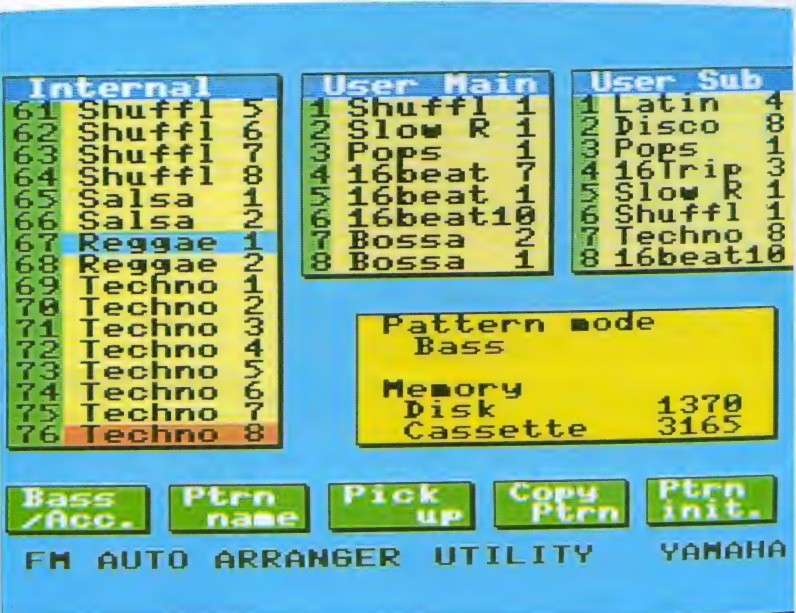 Internal
61 Shuffl 5
62 Shuffl 6
63 Shuffl 7
64 Shuffl 8
65 Salsa 1
66 Salsa 2
67 Reggae 1
68 Reggae 2
69 Techno 1
70 Techno 2
71 Techno 3
72 Techno 4
73 Techno 5
74 Techno 6
75 Techno 7
76 Techno 8
User Main
1 Shuffl 1
2 Slow R 1
3 Pops 1
4 16beat 7
5 16beat 1
6 16beat10
7 Bossa 2
8 Bossa 1
User Sub
1 Latin 4
2 Disco 8
3 Pops 1
4 16Trip 3
5 Slow R 1
6 Shuffl 1
7 Techno 8
8 16beat10
Pattern mode
Bass
Memory
Disk 1370
Cassette 3165
Bass
/Acc.
Ptrn
name
Pick
up
Copy
Ptrn
Ptrn
init.
FM AUTO ARRANGER UTILITY YAMAHA